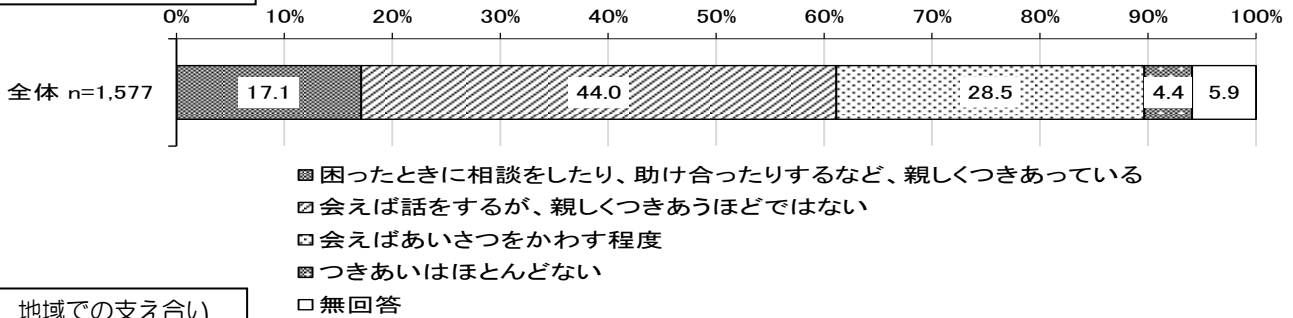 0% 10% 20% 30% 40% 50% 60% 70% 80% 90% 100%
全体 n=1,577 17.1 44.0 28.5 4.4 5.9
困ったときに相談をしたり、助け合ったりするなど、親しくつきあっている
会えば話をするが、親しくつきあうほどではない
会えばあいさつをかわす程度
つきあいはほとんどない
無回答
地域での支え合い